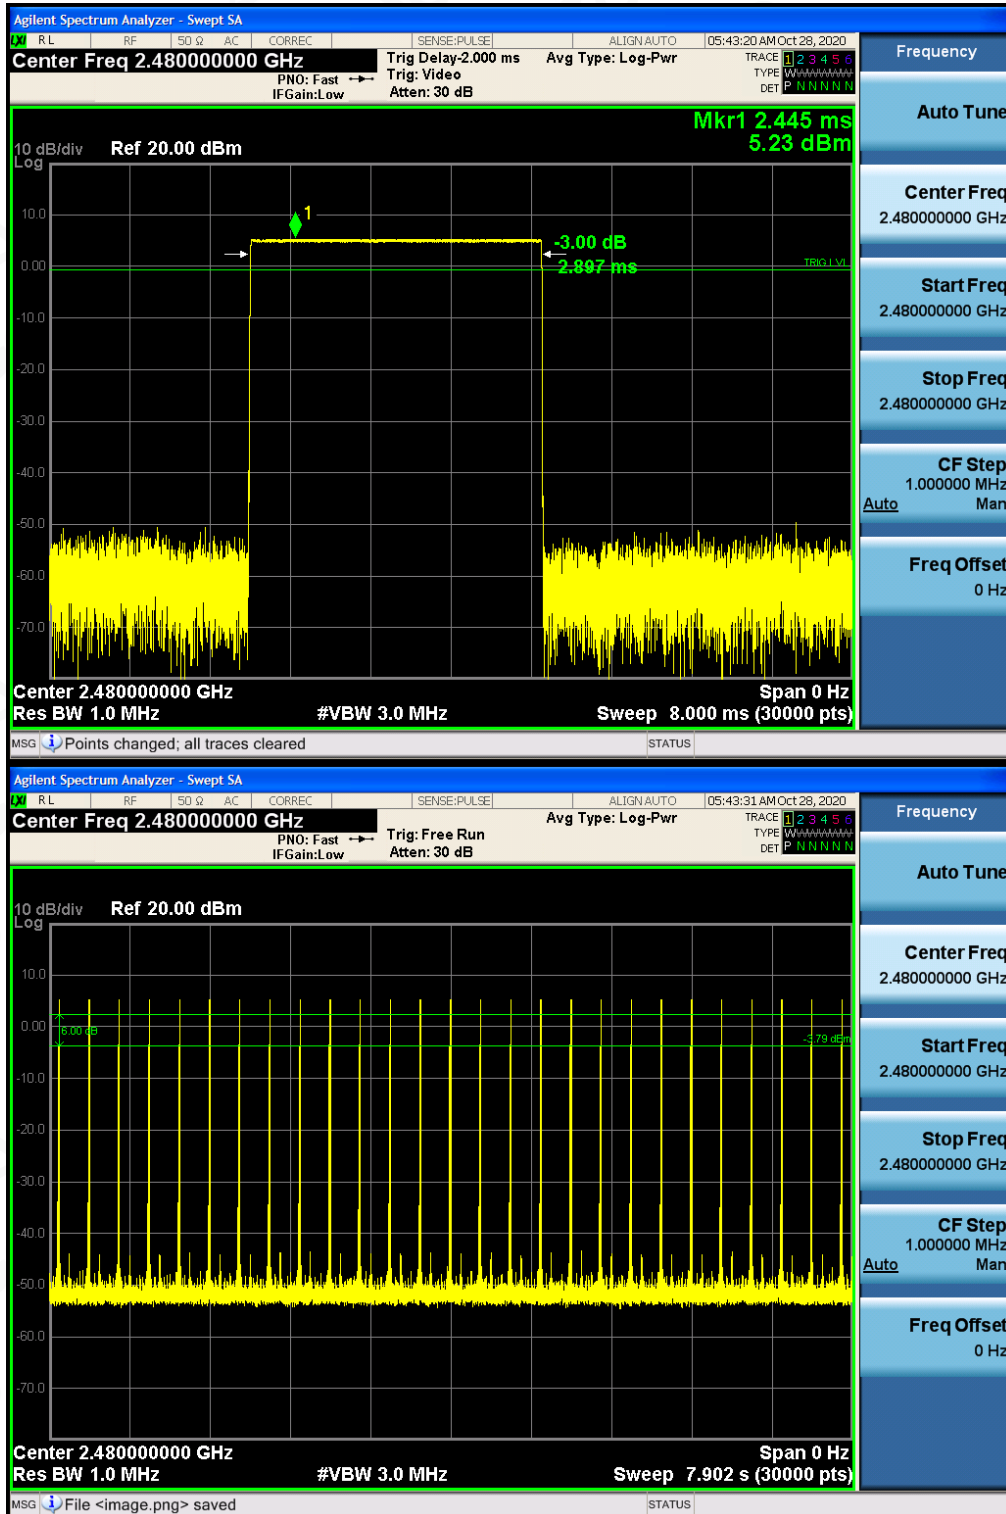 Agilent Spectrum Analyzer - Swept SA
LXI RL RF 50 Ω AC CORREC SENSE:PULSE ALIGN AUTO 05:43:20 AM Oct 28, 2020
Center Freq 2.480000000 GHz
PNO: Fast
IFGain:Low
Trig Delay-2.000 ms
Trig: Video
Atten: 30 dB
Avg Type: Log-Pwr
TRACE 1 2 3 4 5 6
TYPE W
DET P N N N N N
Mkr1 2.445 ms
5.23 dBm
10 dB/div
Log
Ref 20.00 dBm
10.0
1
-3.00 dB
2.897 ms
0.00
TRIG LVL
-10.0
-20.0
-30.0
-40.0
-50.0
-60.0
-70.0
Center 2.480000000 GHz
Span 0 Hz
Res BW 1.0 MHz
#VBW 3.0 MHz
Sweep 8.000 ms (30000 pts)
MSG Points changed; all traces cleared
STATUS
Frequency
Auto Tune
Center Freq
2.480000000 GHz
Start Freq
2.480000000 GHz
Stop Freq
2.480000000 GHz
CF Step
1.000000 MHz
Auto Man
Freq Offset
0 Hz
Agilent Spectrum Analyzer - Swept SA
LXI RL RF 50 Ω AC CORREC SENSE:PULSE ALIGN AUTO 05:43:31 AM Oct 28, 2020
Center Freq 2.480000000 GHz
PNO: Fast
IFGain:Low
Trig: Free Run
Atten: 30 dB
Avg Type: Log-Pwr
TRACE 1 2 3 4 5 6
TYPE W
DET P N N N N N
10 dB/div
Log
Ref 20.00 dBm
10.0
0.00
6.00 dB
-3.79 dBm
-10.0
-20.0
-30.0
-40.0
-50.0
-60.0
-70.0
Center 2.480000000 GHz
Span 0 Hz
Res BW 1.0 MHz
#VBW 3.0 MHz
Sweep 7.902 s (30000 pts)
MSG File <image.png> saved
STATUS
Frequency
Auto Tune
Center Freq
2.480000000 GHz
Start Freq
2.480000000 GHz
Stop Freq
2.480000000 GHz
CF Step
1.000000 MHz
Auto Man
Freq Offset
0 Hz